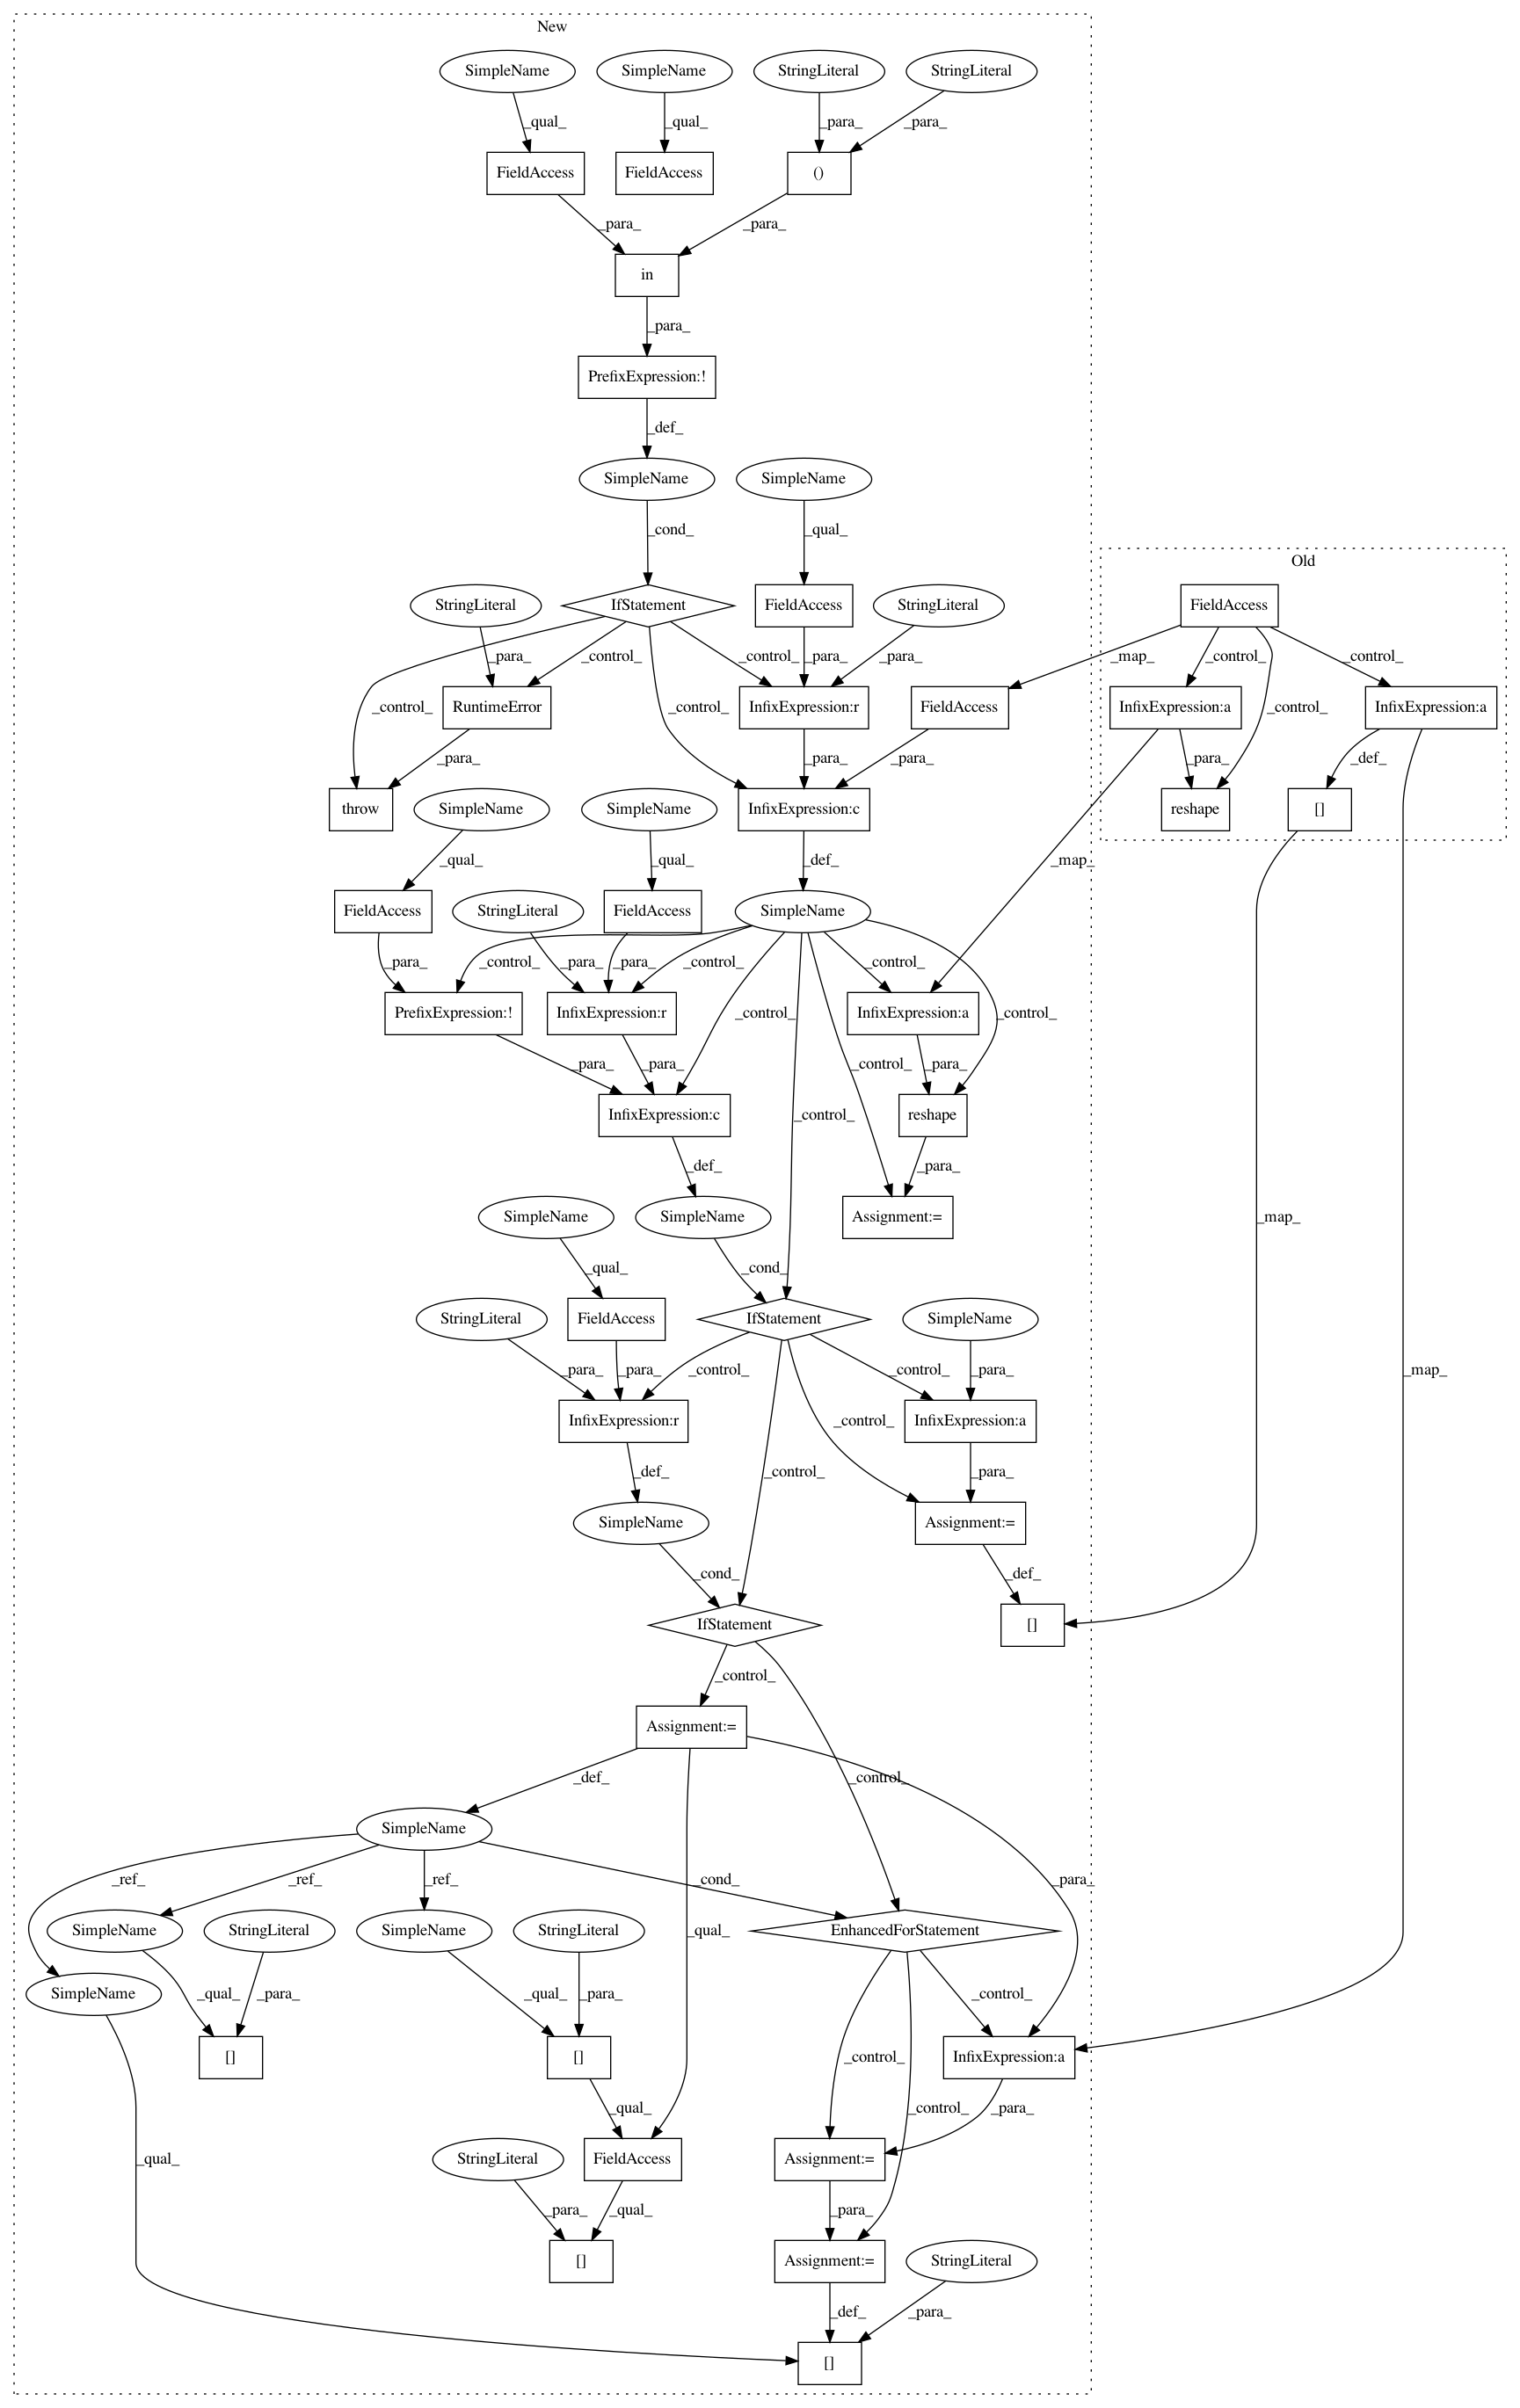 New
SimpleName SimpleName StringLiteral StringLiteral
_qual_ _qual_ _para_ _para_
FieldAccess FieldAccess ()
_para_ _para_
in
_para_
PrefixExpression:!
_def_
SimpleName SimpleName
_cond_ _qual_
Old
StringLiteral IfStatement FieldAccess StringLiteral FieldAccess
_para_ _control_ _control_ _para_ _para_ _map_ _control_ _control_
_control_ RuntimeError _control_ InfixExpression:r FieldAccess InfixExpression:a _control_ InfixExpression:a
_para_ _para_ _para_ _para_ _def_
throw InfixExpression:c reshape []
SimpleName SimpleName
_qual_ _qual_ _def_ _map_
FieldAccess StringLiteral FieldAccess SimpleName
_para_ _control_ _para_ _para_ _control_ _control_
PrefixExpression:! InfixExpression:r _control_ InfixExpression:a _control_
_para_ _para_ _control_ _para_
InfixExpression:c _control_ reshape
_def_ _para_
SimpleName SimpleName Assignment:= _map_
_qual_ _cond_
StringLiteral FieldAccess IfStatement SimpleName
_para_ _para_ _control_ _control_ _para_ _map_
InfixExpression:r _control_ InfixExpression:a
_def_ _control_ _para_
SimpleName Assignment:=
_cond_ _def_
IfStatement []
_control_
Assignment:=
_def_ _control_
SimpleName
_ref_ _ref_ _ref_ _cond_ _para_
SimpleName StringLiteral SimpleName StringLiteral _qual_ EnhancedForStatement
SimpleName _qual_ _para_ _qual_ _para_ _control_
[] [] _control_ InfixExpression:a
_qual_ _control_ _para_
_qual_ StringLiteral FieldAccess Assignment:=
_para_ _qual_ _para_
[] Assignment:= StringLiteral
_def_ _para_
[]